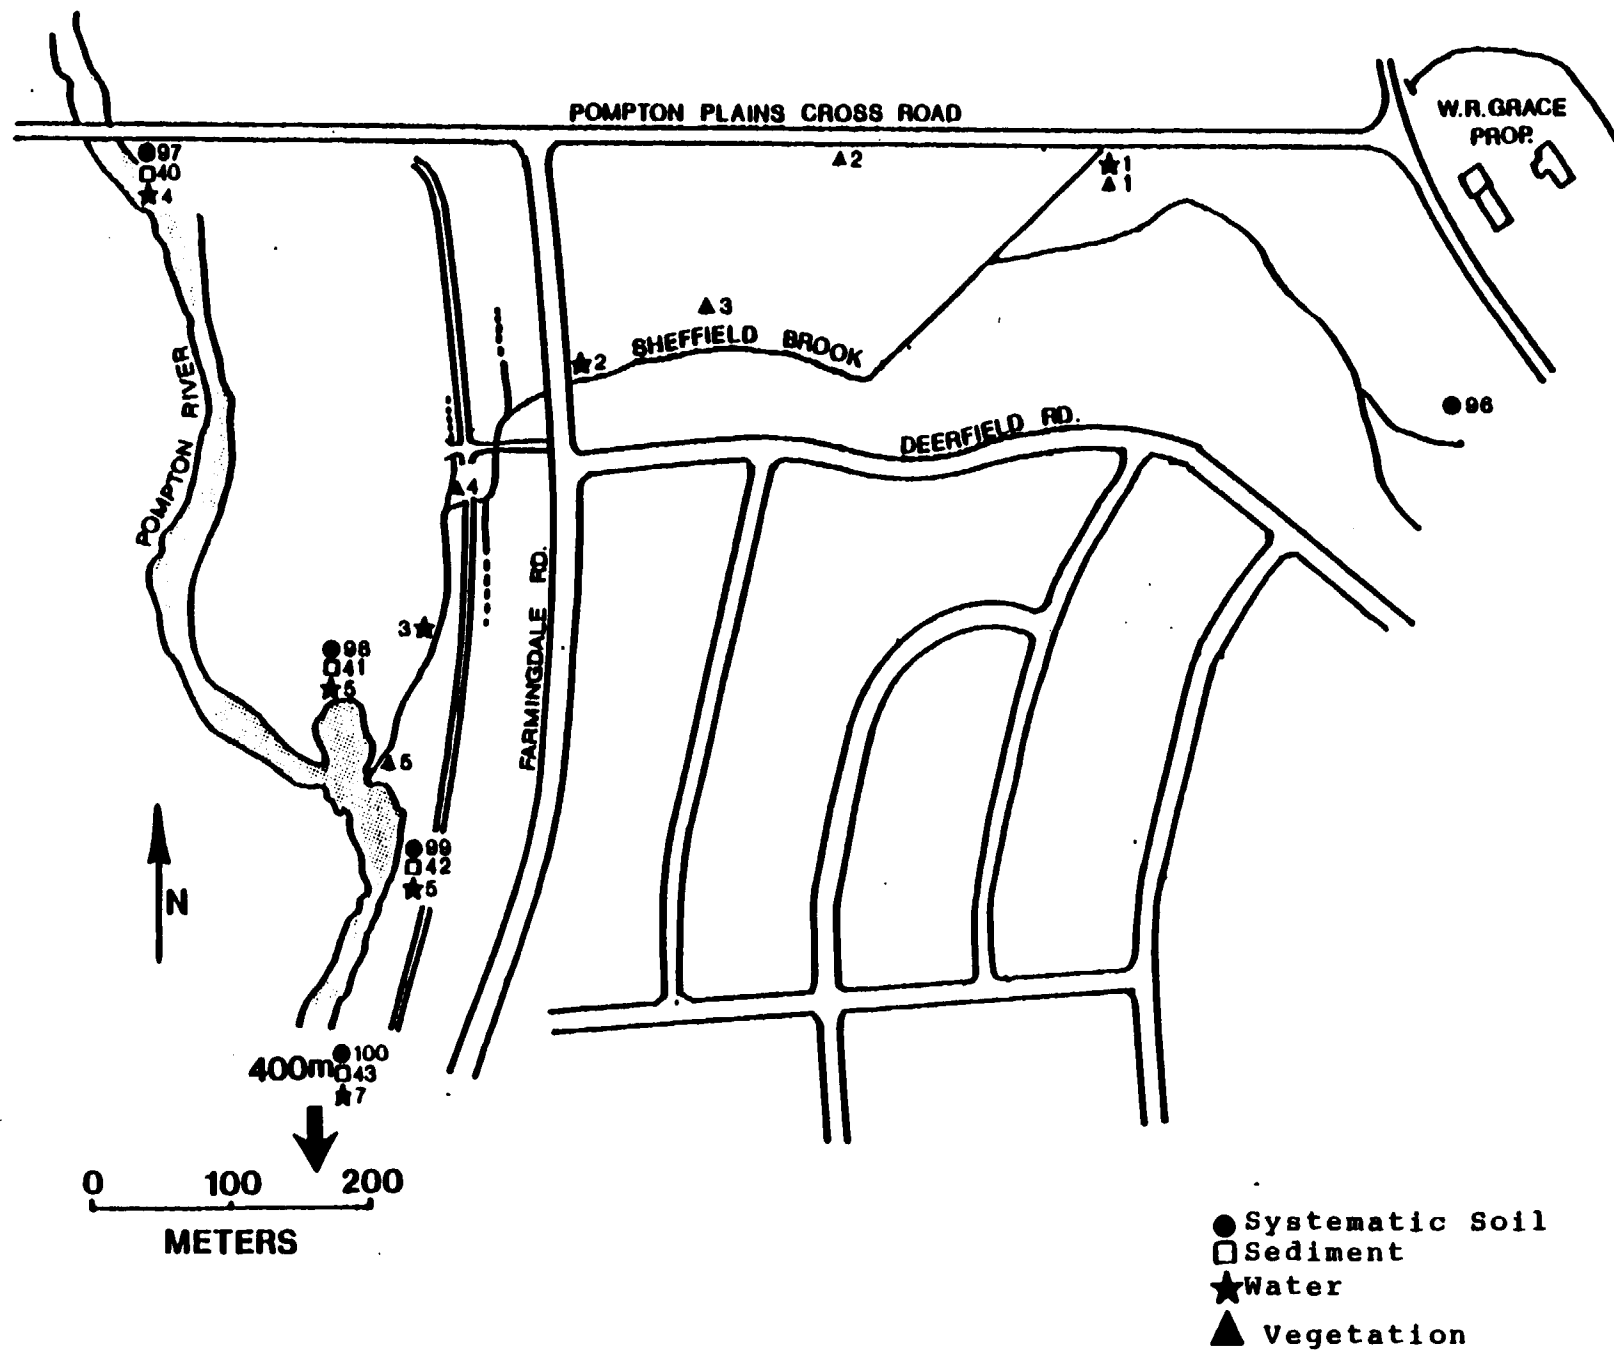 POMPTON PLAINS CROSS ROAD
W.R. GRACE
PROP.
97
40
4
2
1
1
3
SHEFFIELD BROOK
2
POMPTON RIVER
96
DEERFIELD RD.
4
FARMINGDALE RD.
3
98
41
5
5
99
42
5
N
100
400m
43
7
0 100 200
METERS
Systematic Soil
Sediment
Water
Vegetation